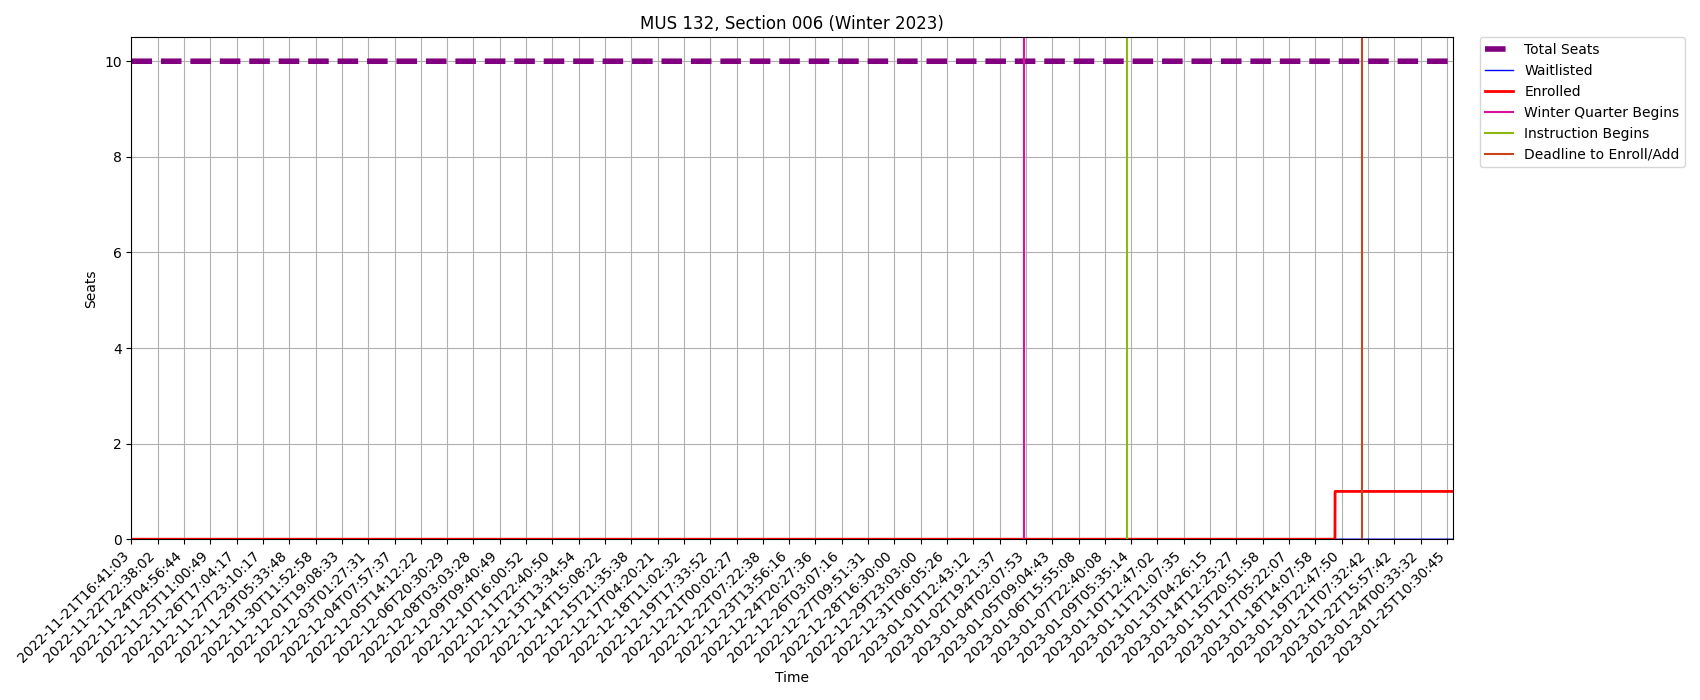 MUS 132, Section 006 (Winter 2023)
Total Seats
Waitlisted
Enrolled
Winter Quarter Begins
Instruction Begins
Deadline to Enroll/Add
Seats
10
8
6
4
2
0
2022-11-21T16:41:03
2022-11-22T22:38:02
2022-11-24T04:56:44
2022-11-25T11:00:49
2022-11-26T17:04:17
2022-11-27T23:10:17
2022-11-29T05:33:48
2022-11-30T11:52:58
2022-12-01T19:08:33
2022-12-03T01:27:31
2022-12-04T07:57:37
2022-12-05T14:12:22
2022-12-06T20:30:29
2022-12-08T03:03:28
2022-12-09T09:40:49
2022-12-10T16:00:52
2022-12-11T22:40:50
2022-12-13T13:34:54
2022-12-14T15:08:22
2022-12-15T21:35:38
2022-12-17T04:20:21
2022-12-18T11:02:32
2022-12-19T17:33:52
2022-12-21T00:02:27
2022-12-22T07:22:38
2022-12-23T13:56:16
2022-12-24T20:27:36
2022-12-26T03:07:16
2022-12-27T09:51:31
2022-12-28T16:30:00
2022-12-29T23:03:00
2022-12-31T06:05:26
2023-01-01T12:43:12
2023-01-02T19:21:37
2023-01-04T02:07:53
2023-01-05T09:04:43
2023-01-06T15:55:08
2023-01-07T22:40:08
2023-01-09T05:35:14
2023-01-10T12:47:02
2023-01-11T21:07:35
2023-01-13T04:26:15
2023-01-14T12:25:27
2023-01-15T20:51:58
2023-01-17T05:22:07
2023-01-18T14:07:58
2023-01-19T22:47:50
2023-01-21T07:32:42
2023-01-22T15:57:42
2023-01-24T00:33:32
2023-01-25T10:30:45
Time